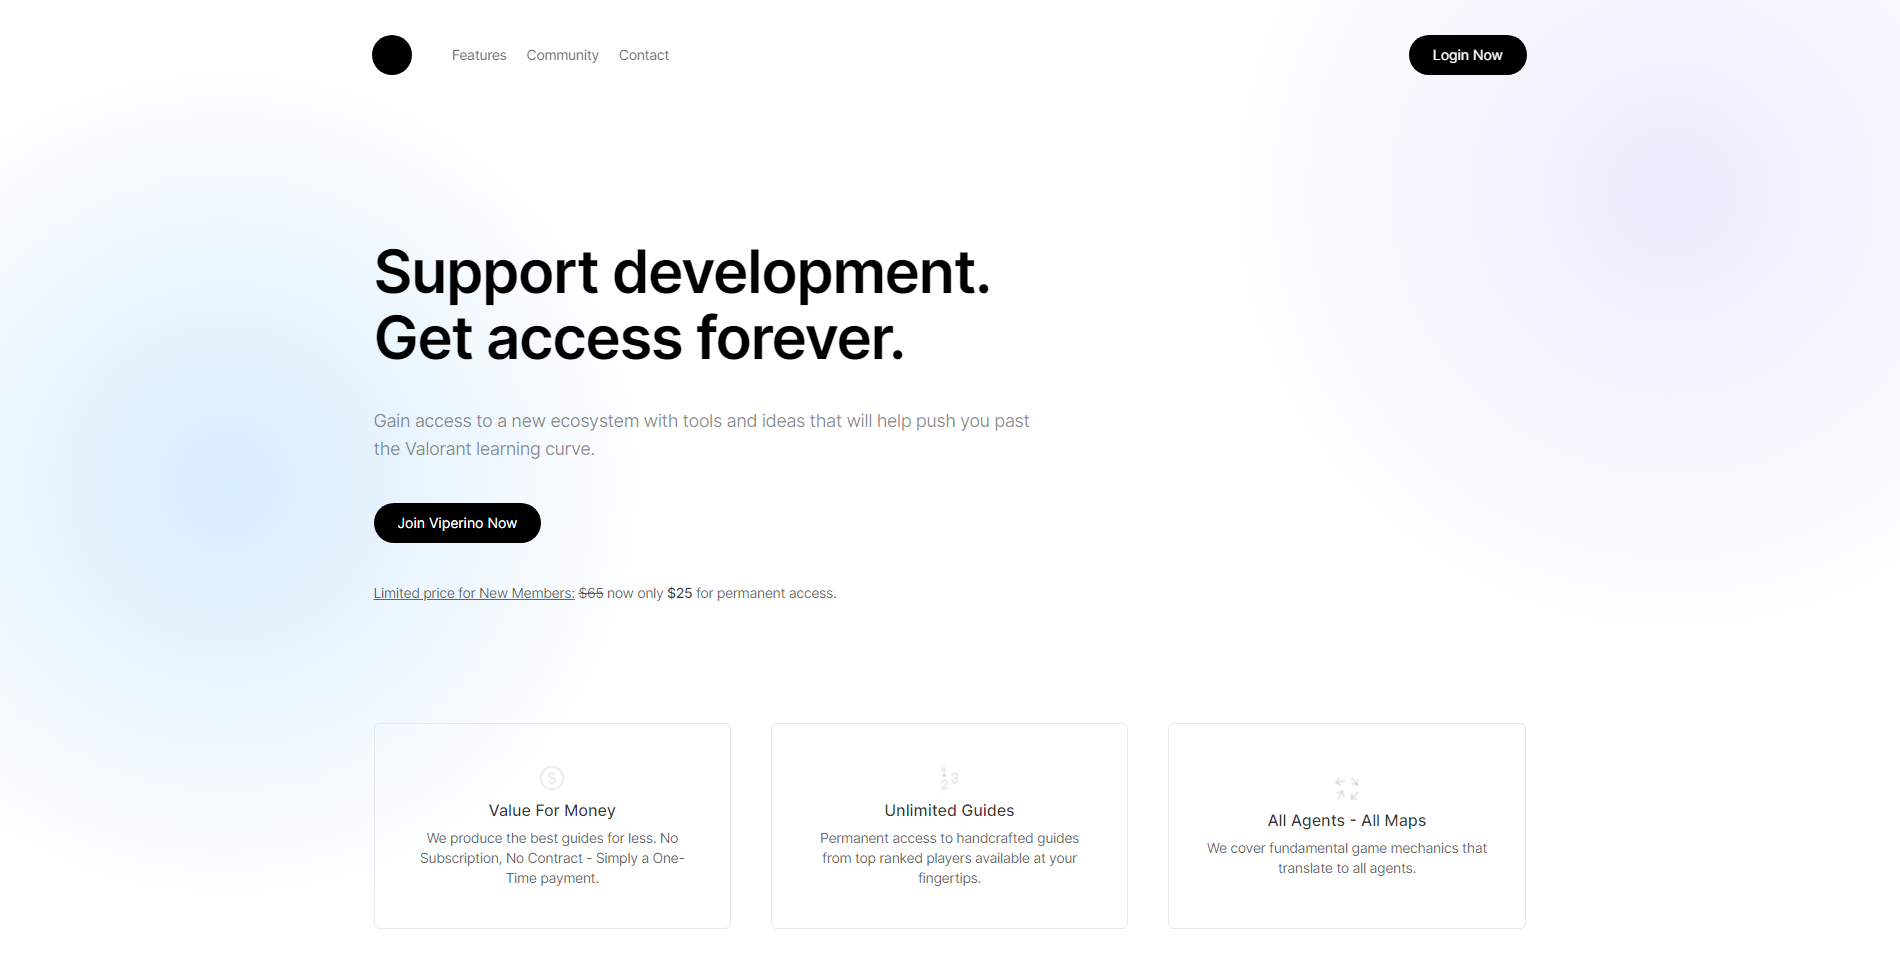 Features Community Contact Login Now
Support development.
Get access forever.
Gain access to a new ecosystem with tools and ideas that will help push you past
the Valorant learning curve.
Join Viperino Now
Limited price for New Members: $65 now only $25 for permanent access.
$
Value For Money
We produce the best guides for less. No
Subscription, No Contract - Simply a One-
Time payment.
1
2 3
Unlimited Guides
Permanent access to handcrafted guides
from top ranked players available at your
fingertips.
All Agents - All Maps
We cover fundamental game mechanics that
translate to all agents.